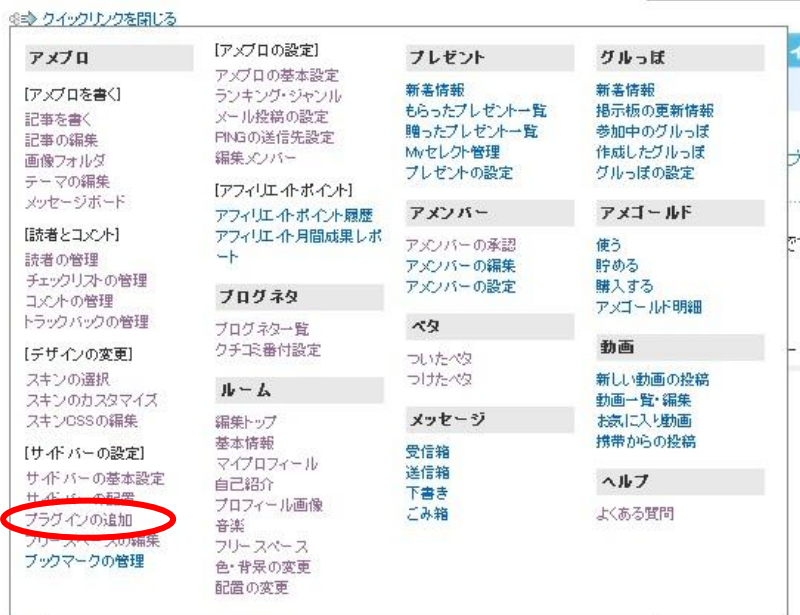 クイックリンクを閉じる
アメブロ
[アメブロを書く]
記事を書く
記事の編集
画像フォルダ
テーマの編集
メッセージボード
[読者とコメント]
読者の管理
チェックリストの管理
コメントの管理
トラックバックの管理
[デザインの変更]
スキンの選択
スキンのカスタマイズ
スキンCSSの編集
[サイドバーの設定]
サイドバーの基本設定
サイドバーの配置
プラグインの追加
フリースペースの編集
ブックマークの管理
[アメブロの設定]
アメブロの基本設定
ランキング・ジャンル
メール投稿の設定
PINGの送信先設定
編集メンバー
[アフィリエイトポイント]
アフィリエイトポイント履歴
アフィリエイト月間成果レポ
ート
ブログネタ
ブログネタ一覧
クチコミ番付設定
ルーム
編集トップ
基本情報
マイプロフィール
自己紹介
プロフィール画像
音楽
フリースペース
色・背景の変更
配置の変更
プレゼント
新着情報
もらったプレゼント一覧
贈ったプレゼント一覧
Myセレクト管理
プレゼントの設定
アメンバー
アメンバーの承認
アメンバーの編集
アメンバーの設定
ペタ
ついたペタ
つけたペタ
メッセージ
受信箱
送信箱
下書き
ごみ箱
グルっぽ
新着情報
掲示板の更新情報
参加中のグルっぽ
作成したグルっぽ
グルっぽの設定
アメゴールド
使う
貯める
購入する
アメゴールド明細
動画
新しい動画の投稿
動画一覧・編集
お気に入り動画
携帯からの投稿
ヘルプ
よくある質問